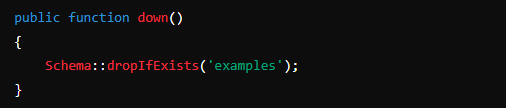 public function down()
{
    Schema::dropIfExists('examples');
}